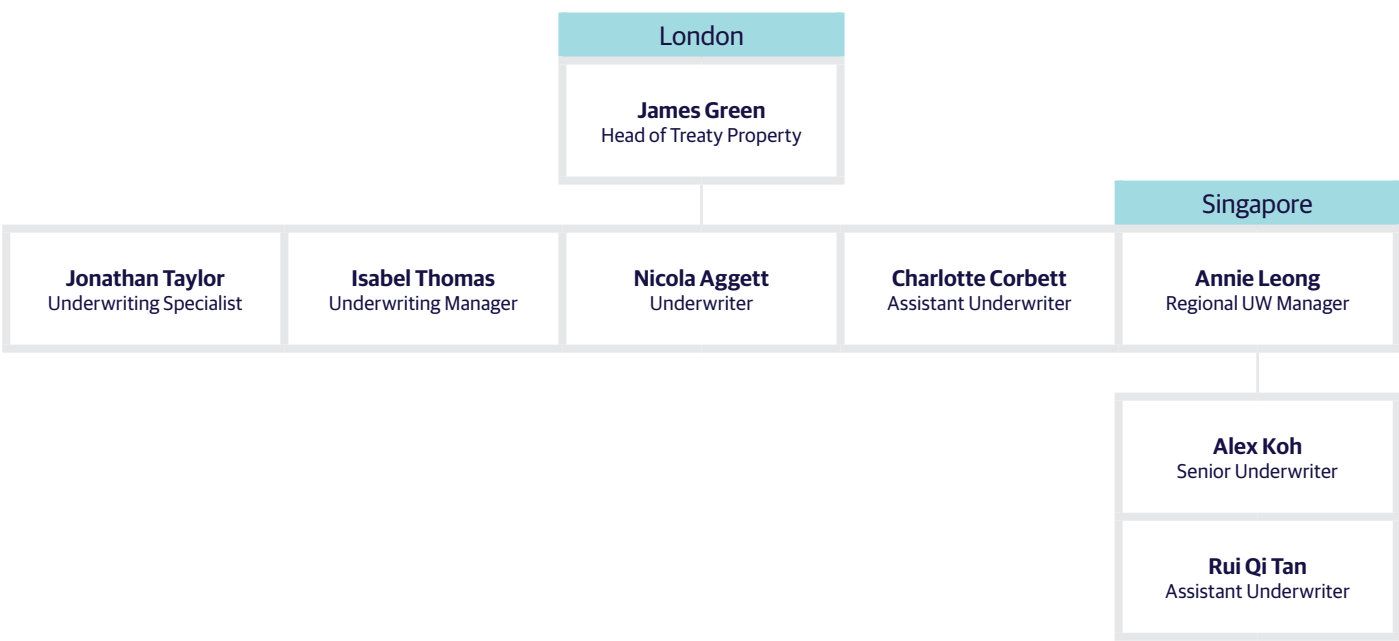 London
James Green
Head of Treaty Property
Singapore
Jonathan Taylor
Underwriting Specialist
Isabel Thomas
Underwriting Manager
Nicola Aggett
Underwriter
Charlotte Corbett
Assistant Underwriter
Annie Leong
Regional UW Manager
Alex Koh
Senior Underwriter
Rui Qi Tan
Assistant Underwriter